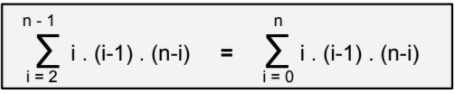 n - 1
∑ i . (i-1) . (n-i)
i = 2
=
n
∑ i . (i-1) . (n-i)
i = 0